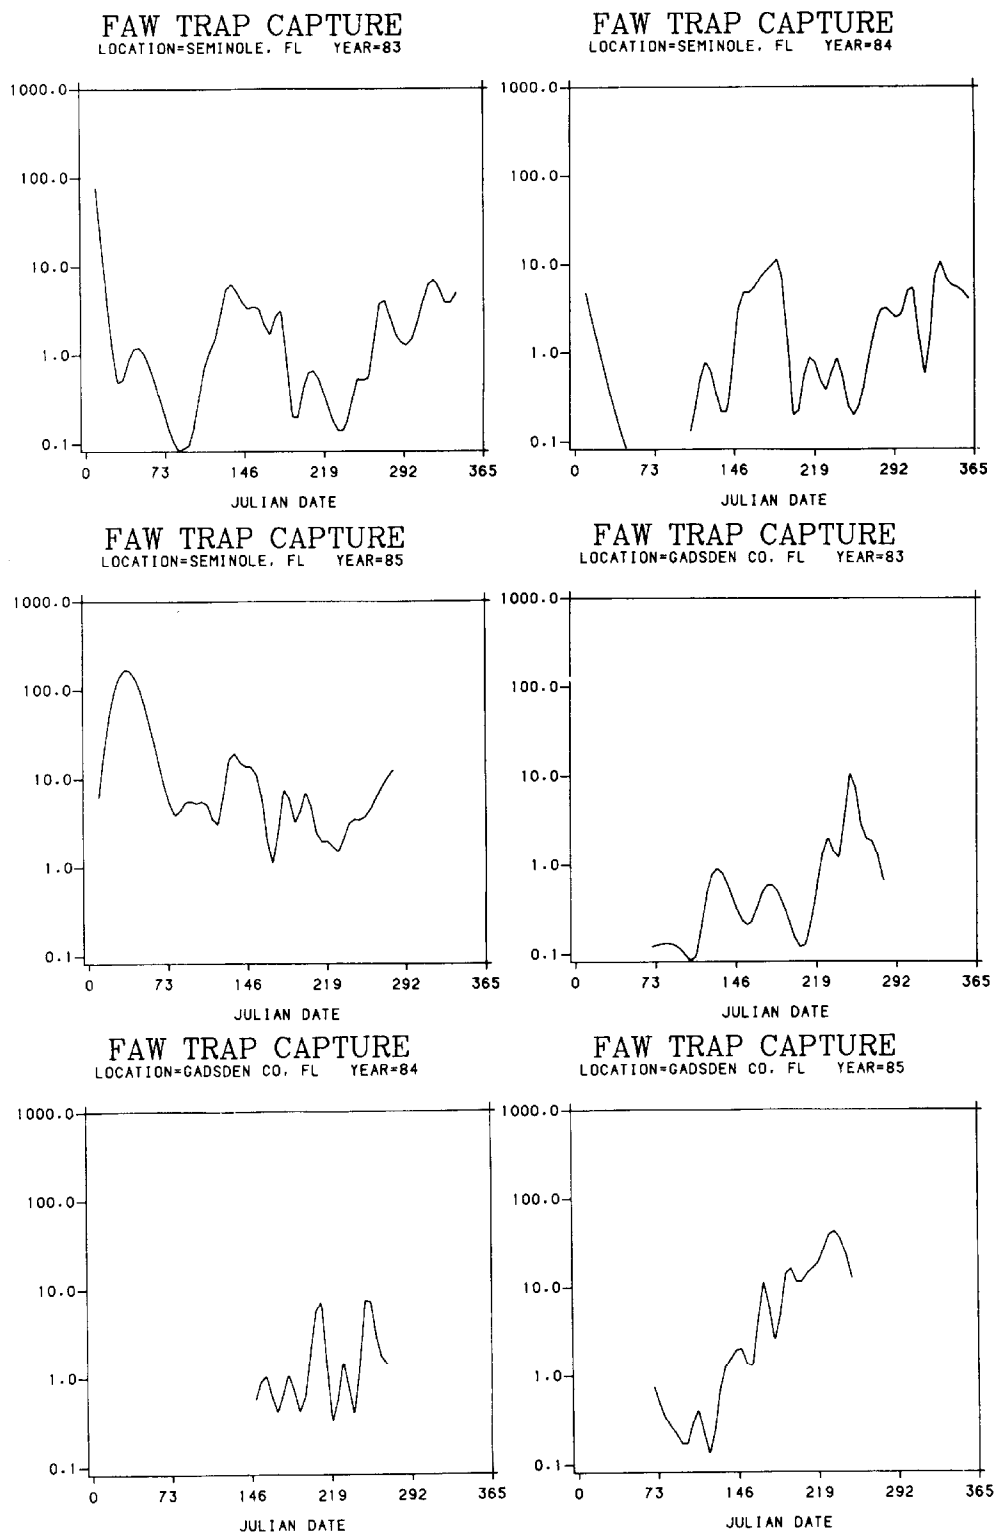 FAW TRAP CAPTURE
LOCATION=SEMINOLE, FL YEAR=83
1000.0
100.0
10.0
1.0
0.1
0 73 146 219 292 365
JULIAN DATE
FAW TRAP CAPTURE
LOCATION=SEMINOLE, FL YEAR=84
1000.0
100.0
10.0
1.0
0.1
0 73 146 219 292 365
JULIAN DATE
FAW TRAP CAPTURE
LOCATION=SEMINOLE, FL YEAR=85
1000.0
100.0
10.0
1.0
0.1
0 73 146 219 292 365
JULIAN DATE
FAW TRAP CAPTURE
LOCATION=GADSDEN CO, FL YEAR=83
1000.0
100.0
10.0
1.0
0.1
0 73 146 219 292 365
JULIAN DATE
FAW TRAP CAPTURE
LOCATION=GADSDEN CO, FL YEAR=84
1000.0
100.0
10.0
1.0
0.1
0 73 146 219 292 365
JULIAN DATE
FAW TRAP CAPTURE
LOCATION=GADSDEN CO, FL YEAR=85
1000.0
100.0
10.0
1.0
0.1
0 73 146 219 292 365
JULIAN DATE